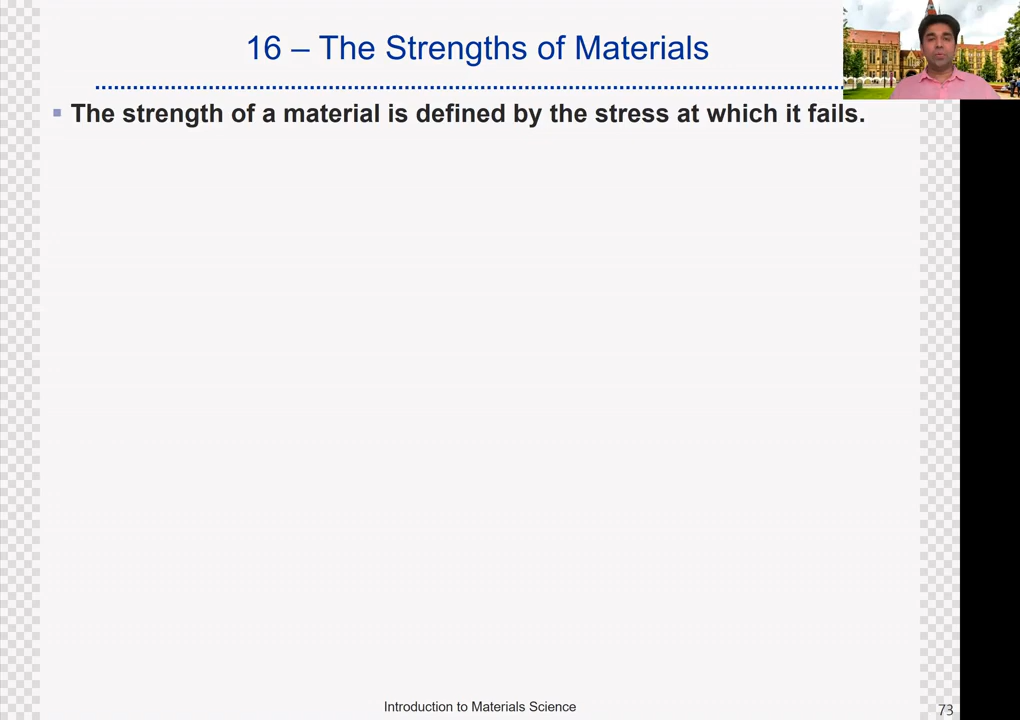 16 – The Strengths of Materials
The strength of a material is defined by the stress at which it fails.
Introduction to Materials Science
73